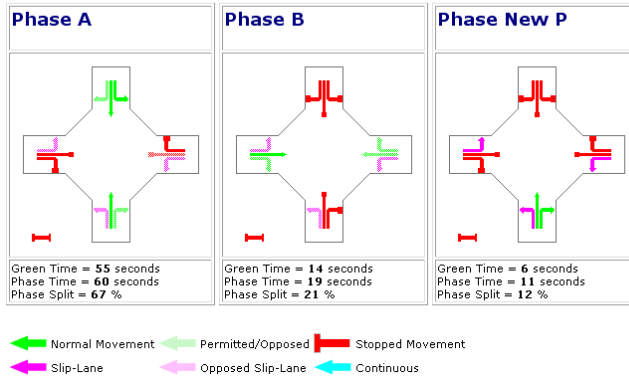 Phase A
Phase B
Phase New P
Green Time = 55 seconds
Phase Time = 60 seconds
Phase Split = 67 %
Green Time = 14 seconds
Phase Time = 19 seconds
Phase Split = 21 %
Green Time = 6 seconds
Phase Time = 11 seconds
Phase Split = 12 %
Normal Movement
Permitted/Opposed
Stopped Movement
Slip-Lane
Opposed Slip-Lane
Continuous